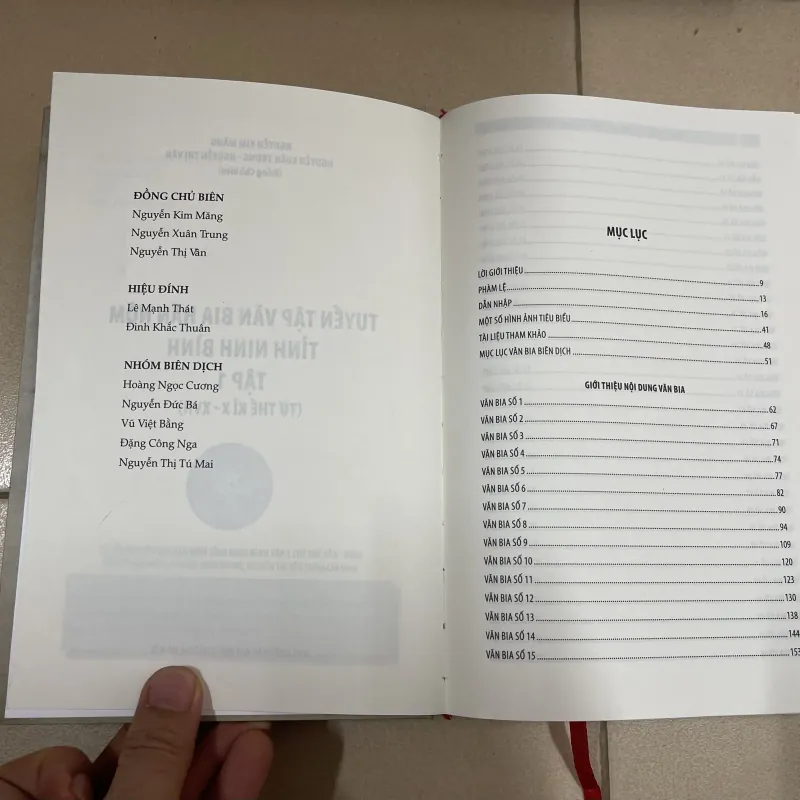 ĐỒNG CHỦ BIÊN
Nguyễn Kim Măng
Nguyễn Xuân Trung
Nguyễn Thị Vân
HIỆU ĐÍNH
Lê Mạnh Thát
Đinh Khắc Thuân
NHÓM BIÊN DỊCH
Hoàng Ngọc Cương
Nguyễn Đức Bá
Vũ Việt Bằng
Đặng Công Nga
Nguyễn Thị Tú Mai
MỤC LỤC
LỜI GIỚI THIỆU 9
PHÀM LỆ 13
DẪN NHẬP 16
MỘT SỐ HÌNH ẢNH TIÊU BIỂU 41
TÀI LIỆU THAM KHẢO 48
MỤC LỤC VĂN BIA BIÊN DỊCH 51
GIỚI THIỆU NỘI DUNG VĂN BIA
VĂN BIA SỐ 1 62
VĂN BIA SỐ 2 67
VĂN BIA SỐ 3 71
VĂN BIA SỐ 4 74
VĂN BIA SỐ 5 77
VĂN BIA SỐ 6 82
VĂN BIA SỐ 7 90
VĂN BIA SỐ 8 94
VĂN BIA SỐ 9 109
VĂN BIA SỐ 10 120
VĂN BIA SỐ 11 123
VĂN BIA SỐ 12 130
VĂN BIA SỐ 13 138
VĂN BIA SỐ 14 144
VĂN BIA SỐ 15 153